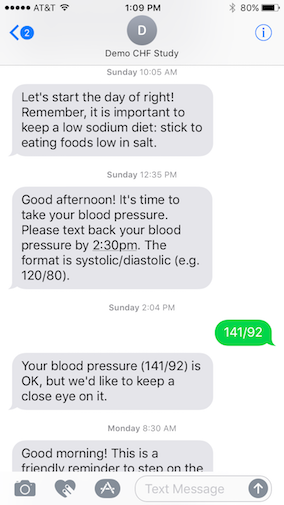 AT&T
1:09 PM
80%
2
D
Demo CHF Study
i
Sunday 10:05 AM
Let's start the day of right!
Remember, it is important to
keep a low sodium diet: stick to
eating foods low in salt.
Sunday 12:35 PM
Good afternoon! It's time to
take your blood pressure.
Please text back your blood
pressure by 2:30pm. The
format is systolic/diastolic (e.g.
120/80).
Sunday 2:04 PM
141/92
Your blood pressure (141/92) is
OK, but we'd like to keep a
close eye on it.
Monday 8:30 AM
Good morning! This is a
friendly reminder to step on the
Text Message